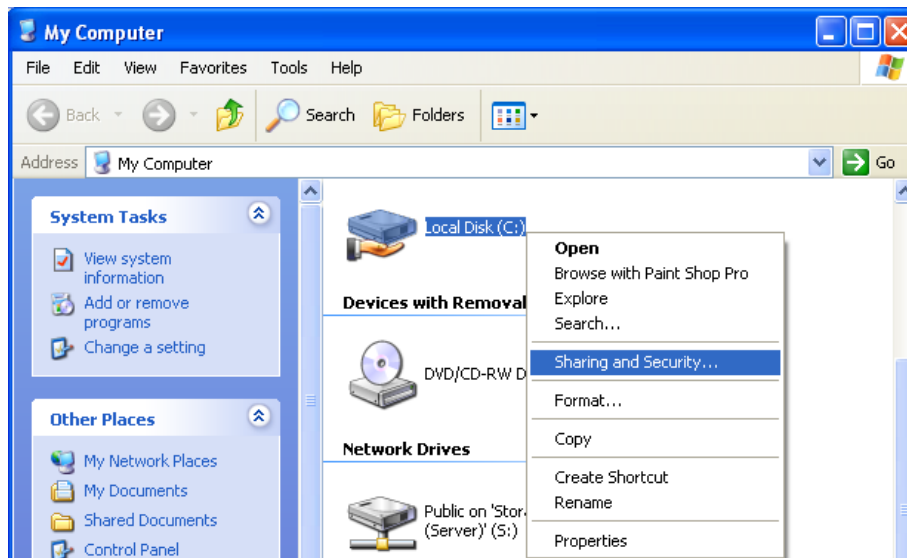 My Computer
File Edit View Favorites Tools Help
Back Search Folders
Address My Computer Go
System Tasks
View system
information
Add or remove
programs
Change a setting
Other Places
My Network Places
My Documents
Shared Documents
Control Panel
Local Disk (C:)
Devices with Removal
DVD/CD-RW D
Network Drives
Public on 'Stor
(Server)' (S:)
Open
Browse with Paint Shop Pro
Explore
Search...
Sharing and Security...
Format...
Copy
Create Shortcut
Rename
Properties